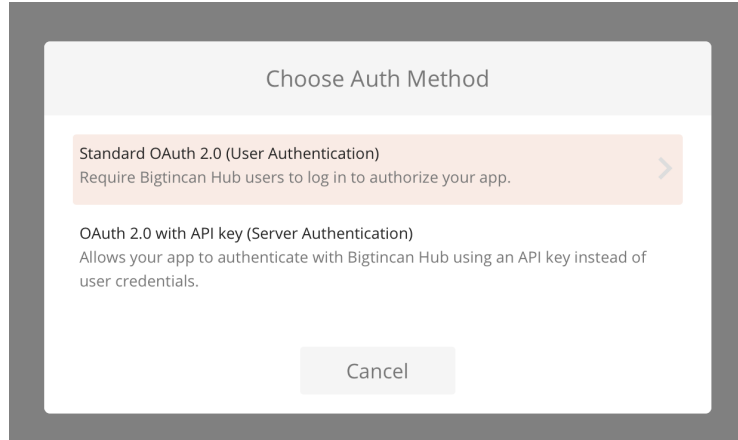 Choose Auth Method
Standard OAuth 2.0 (User Authentication)
Require Bigtincan Hub users to log in to authorize your app.
OAuth 2.0 with API key (Server Authentication)
Allows your app to authenticate with Bigtincan Hub using an API key instead of
user credentials.
Cancel